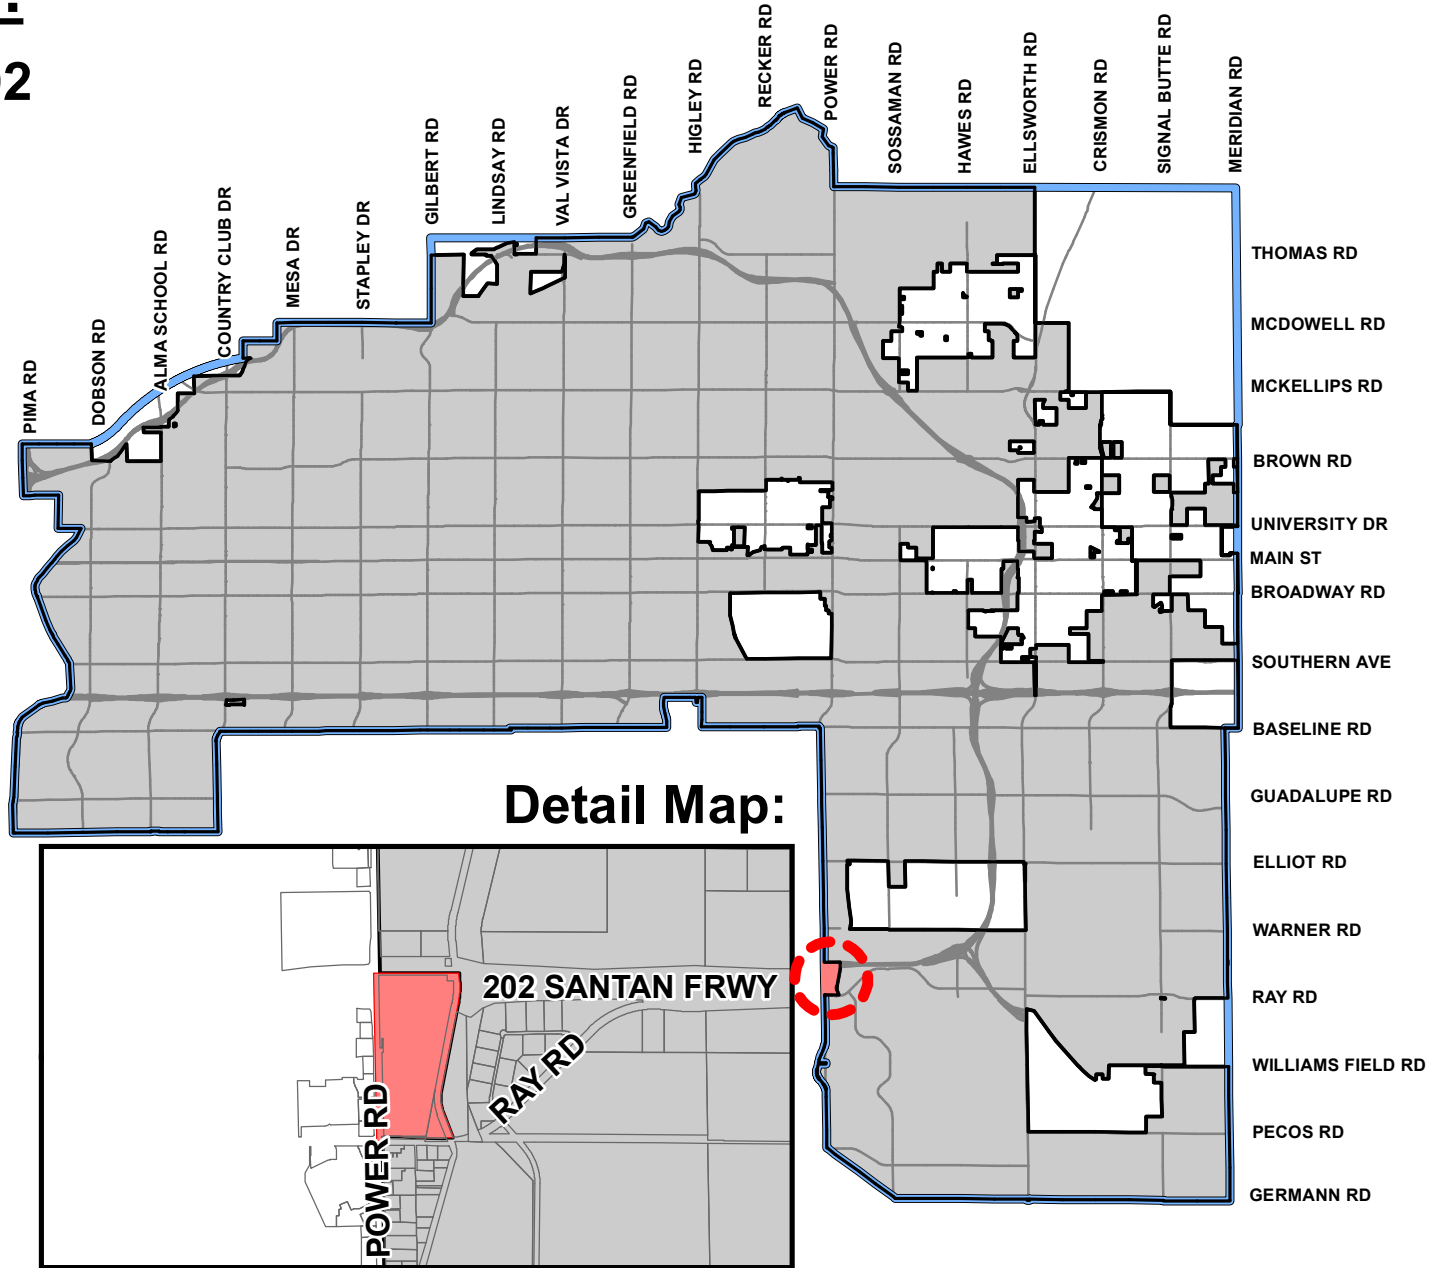 02
PIMA RD
DOBSON RD
ALMA SCHOOL RD
COUNTRY CLUB DR
MESA DR
STAPLEY DR
GILBERT RD
LINDSAY RD
VAL VISTA DR
GREENFIELD RD
HIGLEY RD
RECKER RD
POWER RD
SOSSAMAN RD
HAWES RD
ELLSWORTH RD
CRISMON RD
SIGNAL BUTTE RD
MERIDIAN RD
THOMAS RD
MCDOWELL RD
MCKELLIPS RD
BROWN RD
UNIVERSITY DR
MAIN ST
BROADWAY RD
SOUTHERN AVE
BASELINE RD
GUADALUPE RD
ELLIOT RD
WARNER RD
RAY RD
WILLIAMS FIELD RD
PECOS RD
GERMANN RD
Detail Map:
202 SANTAN FRWY
RAY RD
POWER RD